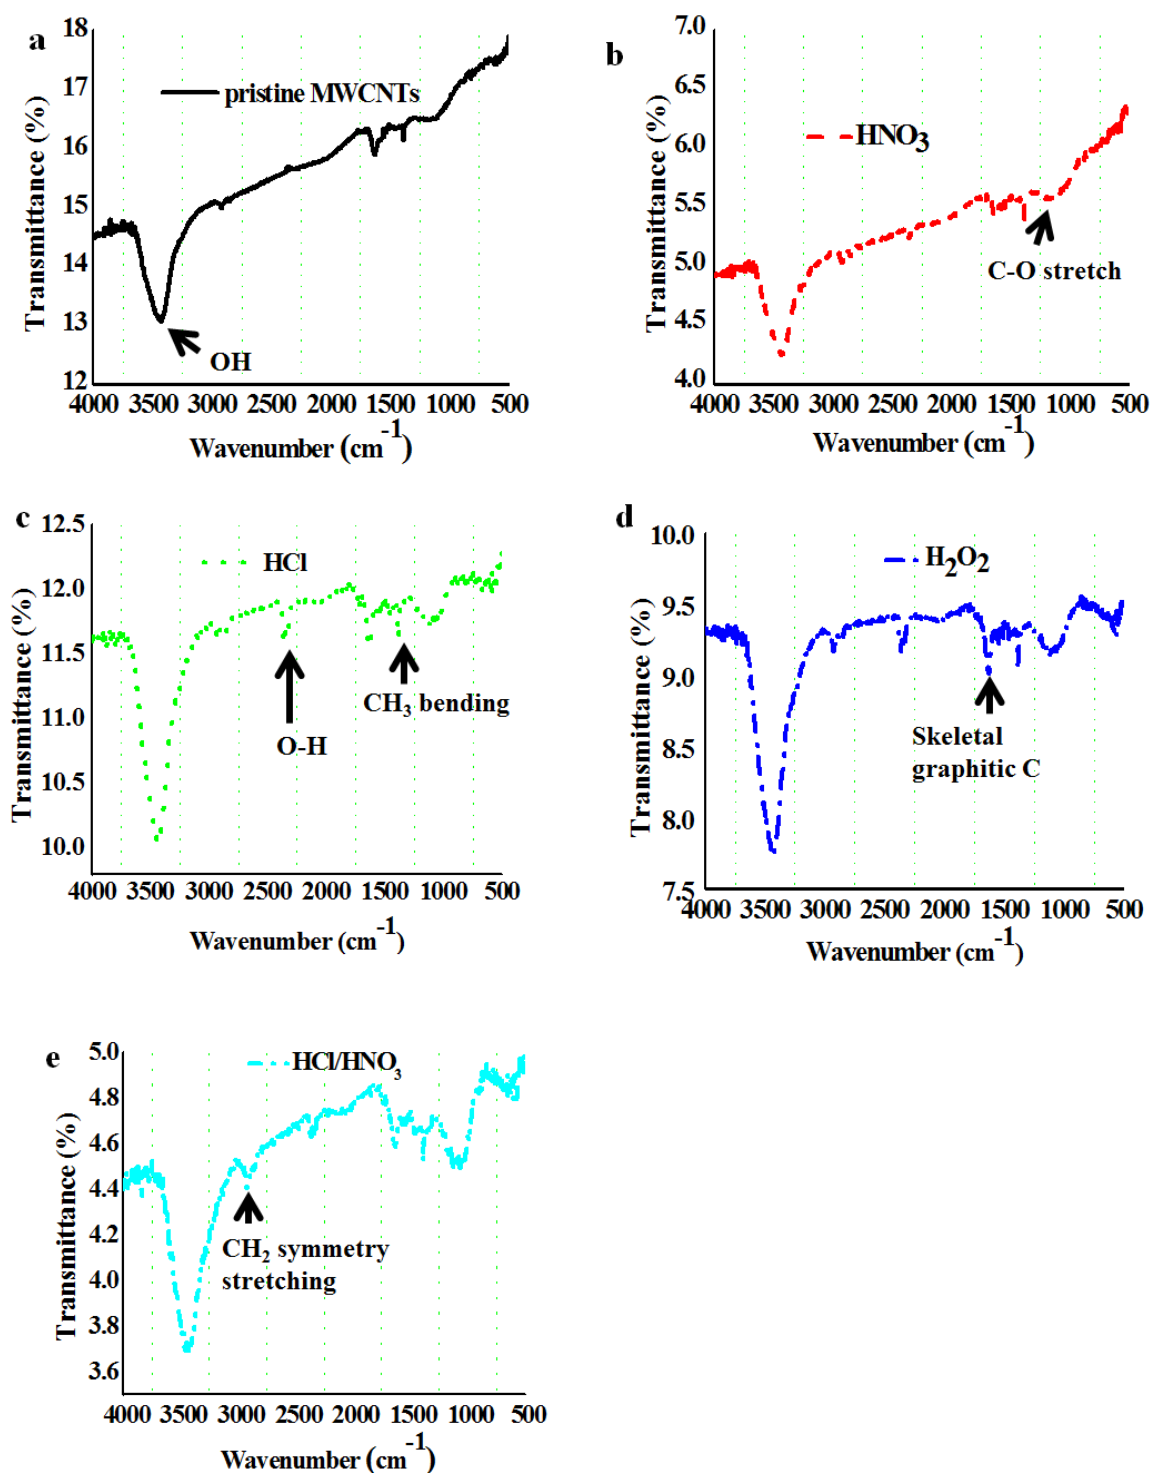 a
18
17
16
15
14
13
12
Transmittance (%)
pristine MWCNTs
OH
4000 3500 3000 2500 2000 1500 1000 500
Wavenumber (cm⁻¹)
b
7.0
6.5
6.0
5.5
5.0
4.5
4.0
Transmittance (%)
HNO₃
C-O stretch
4000 3500 3000 2500 2000 1500 1000 500
Wavenumber (cm⁻¹)
c
12.5
12.0
11.5
11.0
10.5
10.0
Transmittance (%)
HCl
CH₃ bending
O-H
4000 3500 3000 2500 2000 1500 1000 500
Wavenumber (cm⁻¹)
d
10.0
9.5
9.0
8.5
8.0
7.5
Transmittance (%)
H₂O₂
Skeletal
graphitic C
4000 3500 3000 2500 2000 1500 1000 500
Wavenumber (cm⁻¹)
e
5.0
4.8
4.6
4.4
4.2
4.0
3.8
3.6
Transmittance (%)
HCl/HNO₃
CH₂ symmetry
stretching
4000 3500 3000 2500 2000 1500 1000 500
Wavenumber (cm⁻¹)